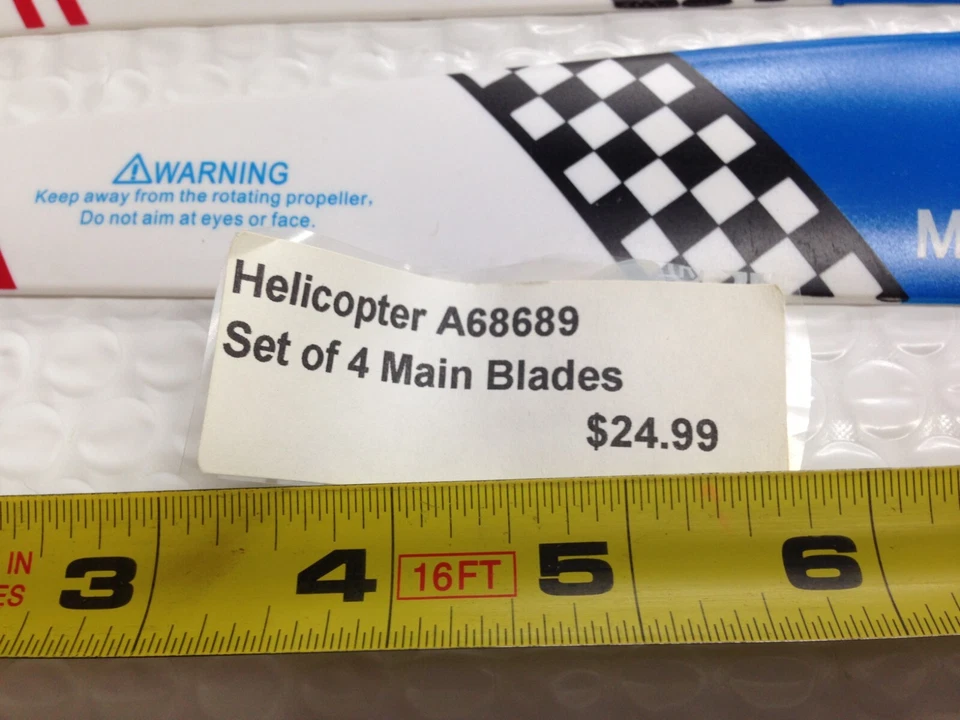 WARNING
Keep away from the rotating propeller,
Do not aim at eyes or face.
M
Helicopter A68689
Set of 4 Main Blades
$24.99
IN
3 4 16FT 5 6
ES